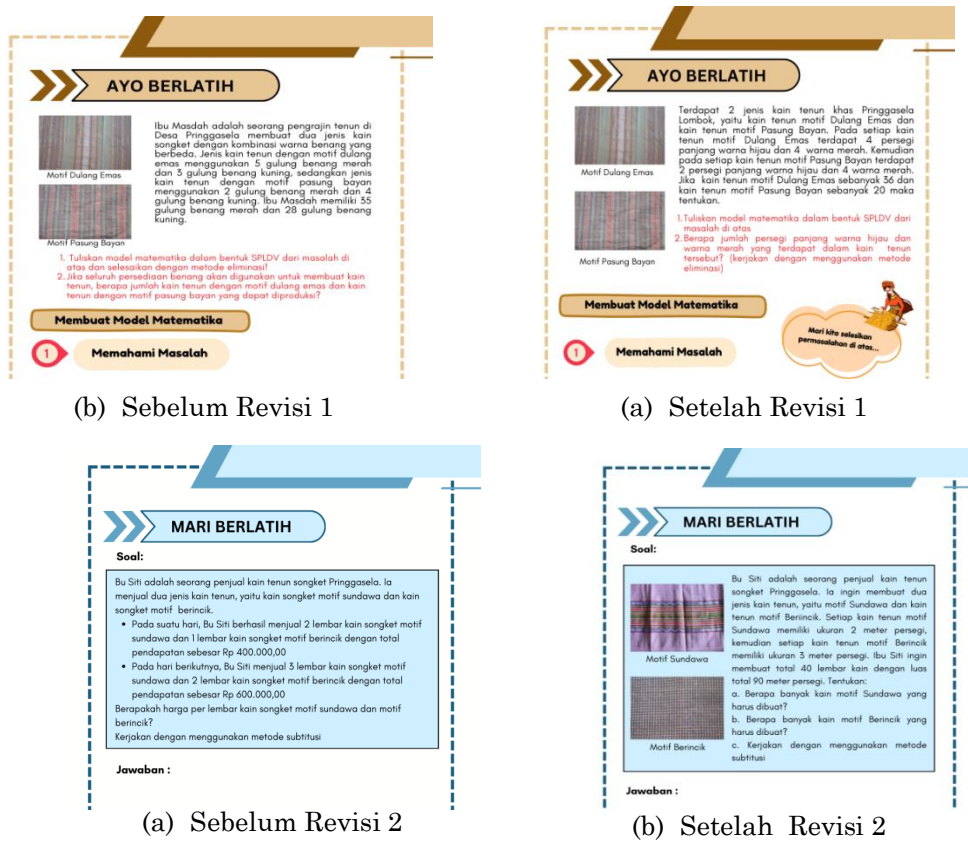 AYO BERLATIH
Motif Dulang Emas
Motif Pasung Bayan
Ibu Masdah adalah seorang pengrajin tenun di
Desa Pringgasela membuat dua jenis kain
songket dengan kombinasi warna benang yang
berbeda. Jenis kain tenun dengan motif dulang
emas menggunakan 5 gulung benang merah
dan 3 gulung benang kuning, sedangkan jenis
kain tenun dengan motif pasung bayan
menggunakan 2 gulung benang merah dan 4
gulung benang kuning. Ibu Masdah memiliki 35
gulung benang merah dan 28 gulung benang
kuning.
1. Tuliskan model matematika dalam bentuk SPLDV dari masalah di
atas dan selesaikan dengan metode eliminasi!
2. Jika seluruh persediaan benang akan digunakan untuk membuat kain
tenun, berapa jumlah kain tenun dengan motif dulang emas dan kain
tenun dengan motif pasung bayan yang dapat diproduksi?
Membuat Model Matematika
1 Memahami Masalah
(b) Sebelum Revisi 1
AYO BERLATIH
Motif Dulang Emas
Motif Pasung Bayan
Terdapat 2 jenis kain tenun khas Pringgasela
Lombok, yaitu kain tenun motif Dulang Emas dan
kain tenun motif Pasung Bayan. Pada setiap kain
tenun motif Dulang Emas terdapat 4 persegi
panjang warna hijau dan 4 warna merah. Kemudian
pada setiap kain tenun motif Pasung Bayan terdapat
2 persegi panjang warna hijau dan 4 warna merah.
Jika kain tenun motif Dulang Emas sebanyak 36 dan
kain tenun motif Pasung Bayan sebanyak 20 maka
tentukan.
1. Tuliskan model matematika dalam bentuk SPLDV dari
masalah di atas
2. Berapa jumlah persegi panjang warna hijau dan
warna merah yang terdapat dalam kain tenun
tersebut? (kerjakan dengan menggunakan metode
eliminasi)
Membuat Model Matematika
Mari kita selesikan
permasalahan di atas...
1 Memahami Masalah
(a) Setelah Revisi 1
MARI BERLATIH
Soal:
Bu Siti adalah seorang penjual kain tenun songket Pringgasela. Ia
menjual dua jenis kain tenun, yaitu kain songket motif sundawa dan kain
songket motif berincik.
• Pada suatu hari, Bu Siti berhasil menjual 2 lembar kain songket motif
sundawa dan 1 lembar kain songket motif berincik dengan total
pendapatan sebesar Rp 400.000,00
• Pada hari berikutnya, Bu Siti menjual 3 lembar kain songket motif
sundawa dan 2 lembar kain songket motif berincik dengan total
pendapatan sebesar Rp 600.000,00
Berapakah harga per lembar kain songket motif sundawa dan motif
berincik?
Kerjakan dengan menggunakan metode subtitusi
Jawaban :
(a) Sebelum Revisi 2
MARI BERLATIH
Soal:
Motif Sundawa
Motif Berincik
Bu Siti adalah seorang penjual kain tenun
songket Pringgasela. Ia ingin membuat dua
jenis kain tenun, yaitu motif Sundawa dan kain
tenun motif Beriincik. Setiap kain tenun motif
Sundawa memiliki ukuran 2 meter persegi,
kemudian setiap kain tenun motif Berincik
memiliki ukuran 3 meter persegi. Ibu Siti ingin
membuat total 40 lembar kain dengan luas
total 90 meter persegi. Tentukan:
a. Berapa banyak kain motif Sundawa yang
harus dibuat?
b. Berapa banyak kain motif Berincik yang
harus dibuat?
c. Kerjakan dengan menggunakan metode
subtitusi
Jawaban :
(b) Setelah Revisi 2